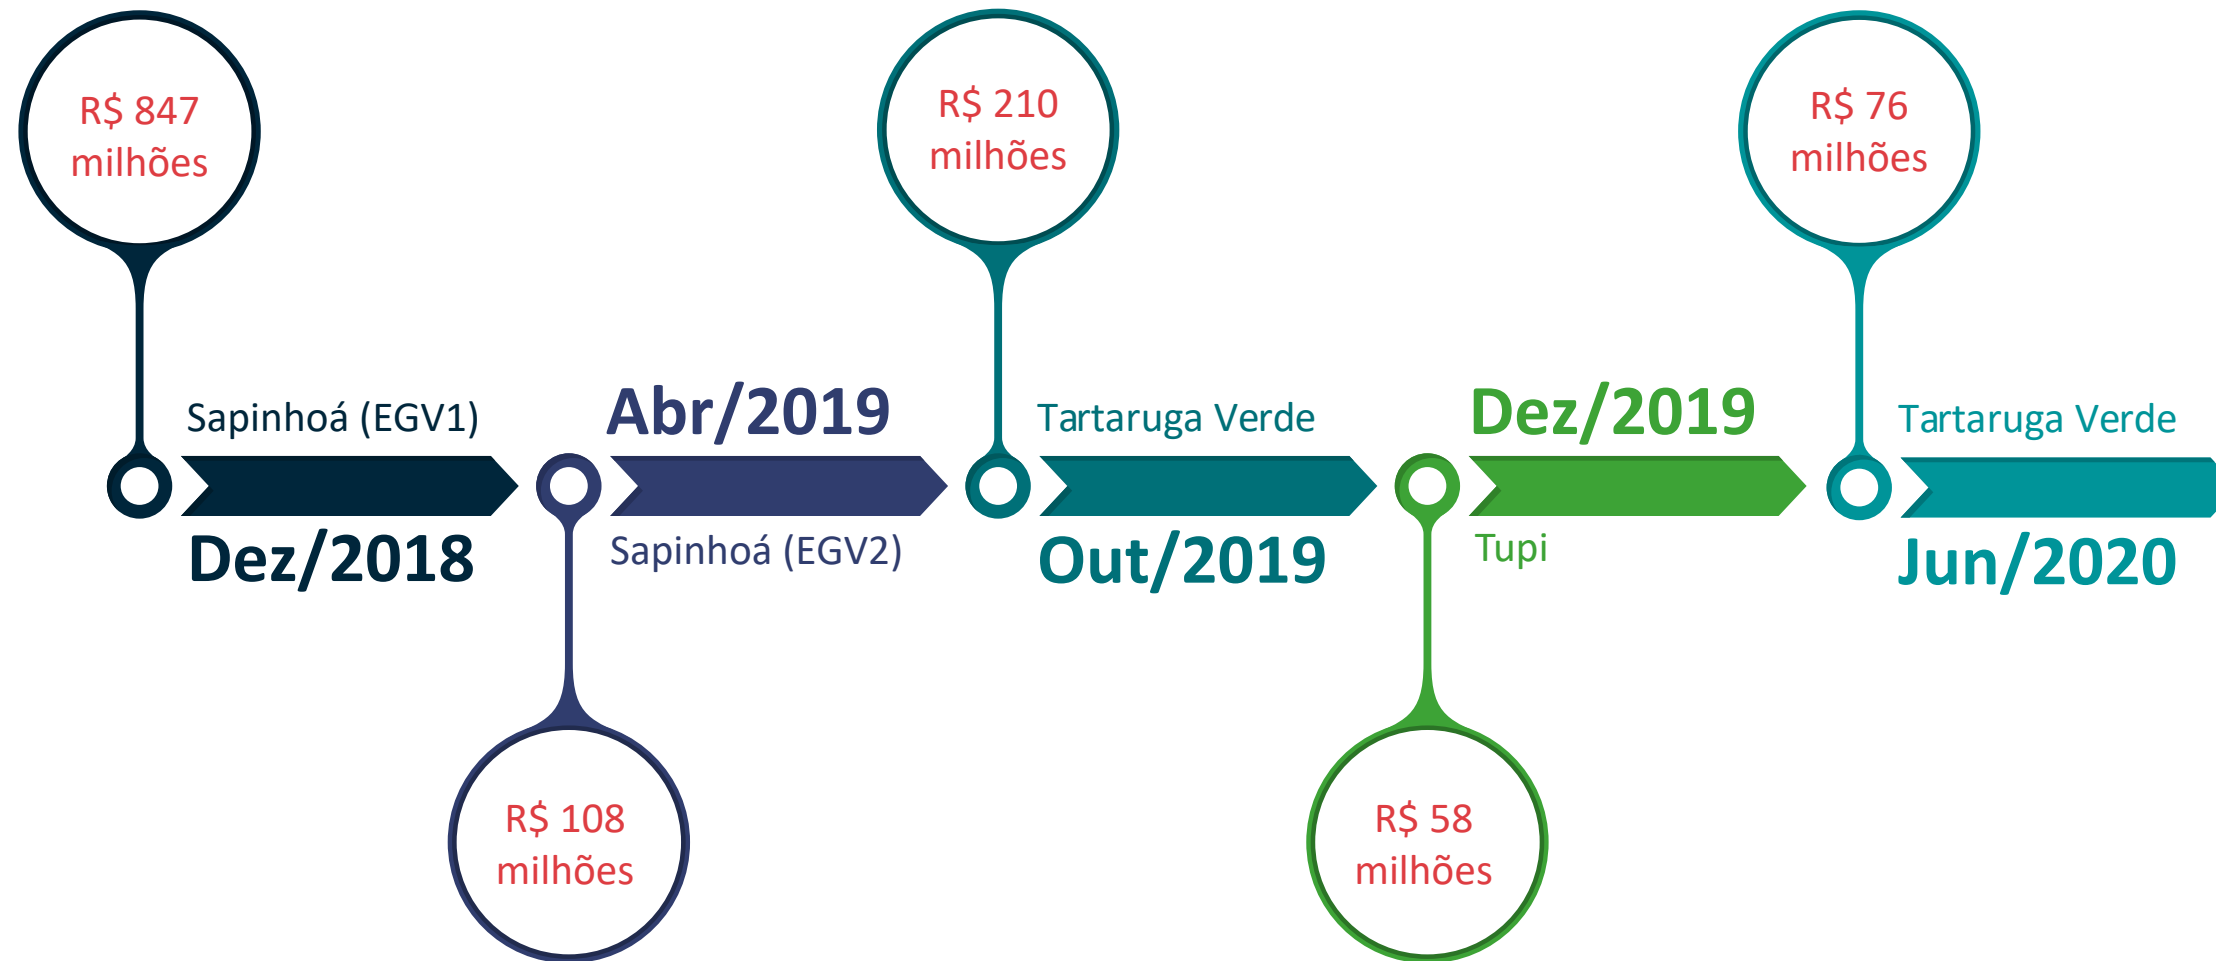 R$ 847
milhões
Sapinhoá (EGV1)
Dez/2018
Abr/2019
Sapinhoá (EGV2)
R$ 108
milhões
R$ 210
milhões
Tartaruga Verde
Out/2019
Dez/2019
Tupi
R$ 58
milhões
R$ 76
milhões
Tartaruga Verde
Jun/2020